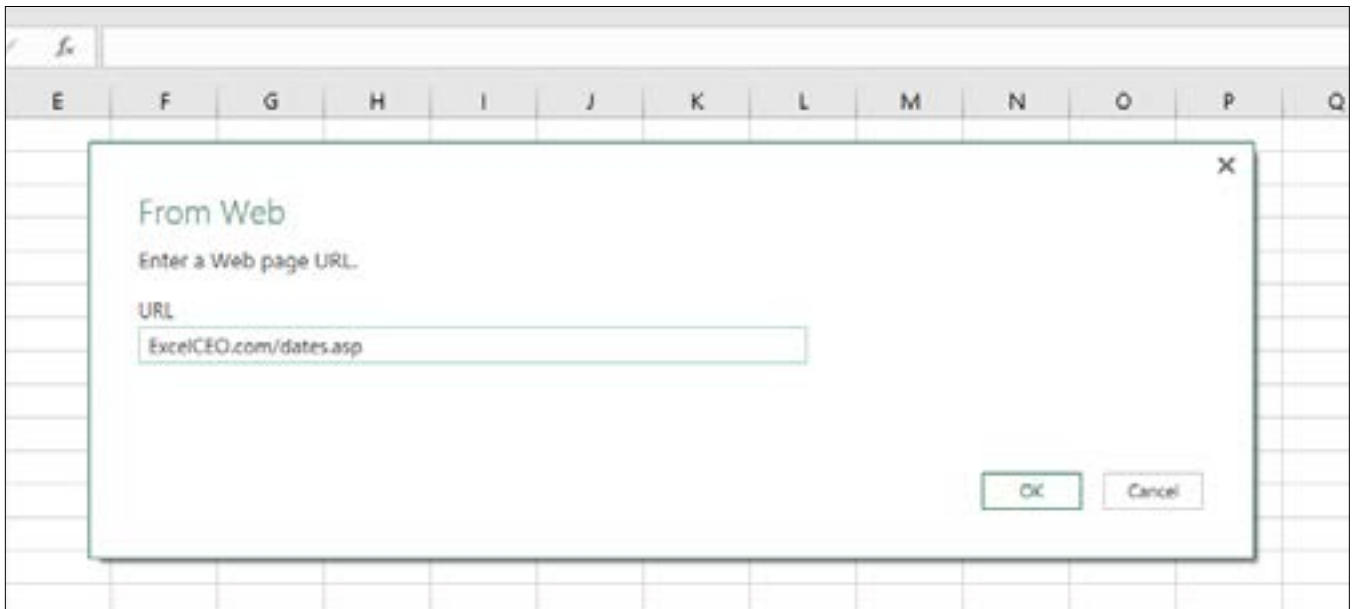 fx
E F G H I J K L M N O P Q
From Web
Enter a Web page URL.
URL
ExcelCEO.com/dates.asp
OK Cancel